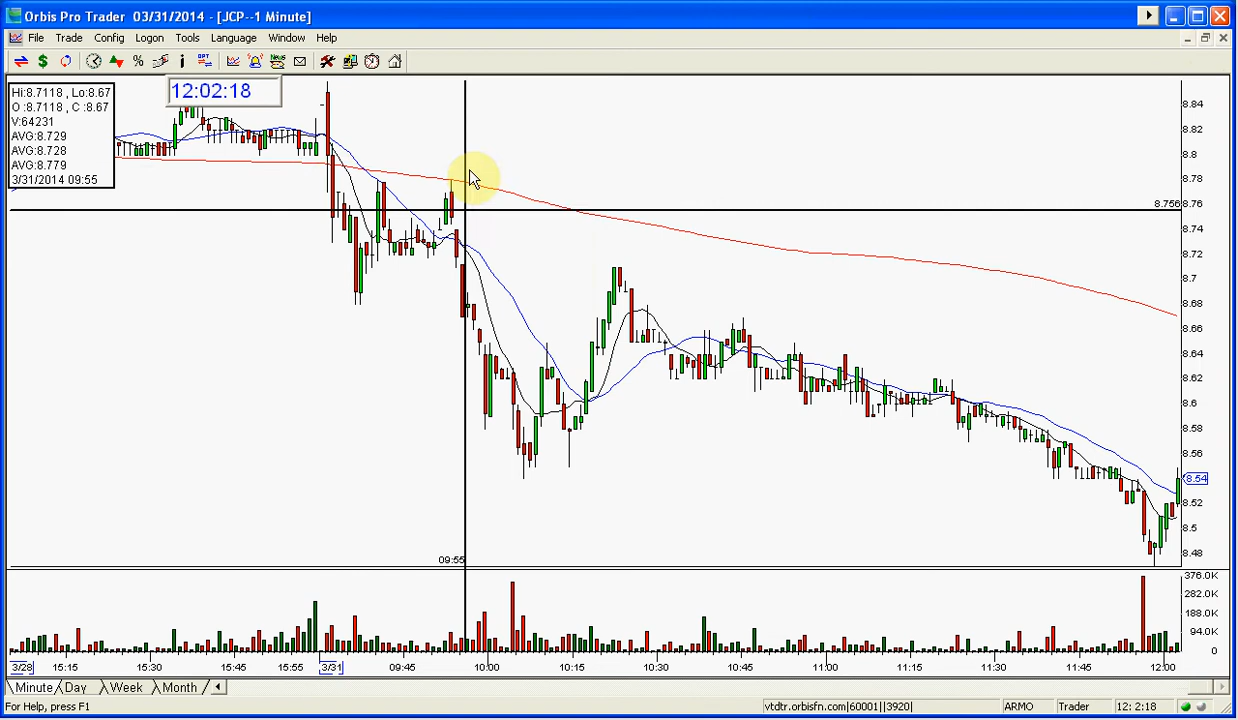 Orbis Pro Trader 03/31/2014 - [JCP--1 Minute]
File Trade Config Logon Tools Language Window Help
$ % i OPT News
12:02:18
Hi:8.7118 , Lo:8.67
O :8.7118 , C :8.67
V:64231
AVG:8.729
AVG:8.728
AVG:8.779
3/31/2014 09:55
8.84
8.82
8.8
8.78
8.756
8.76
8.74
8.72
8.7
8.68
8.66
8.64
8.62
8.6
8.58
8.56
8.54
8.52
8.5
8.48
09:55
376.0K
282.0K
188.0K
94.0K
0
3/28 15:15 15:30 15:45 15:55 3/31 09:45 10:00 10:15 10:30 10:45 11:00 11:15 11:30 11:45 12:00
Minute Day Week Month
For Help, press F1 vtdtr.orbisfn.com|60001||3920| ARMO Trader 12: 2:18